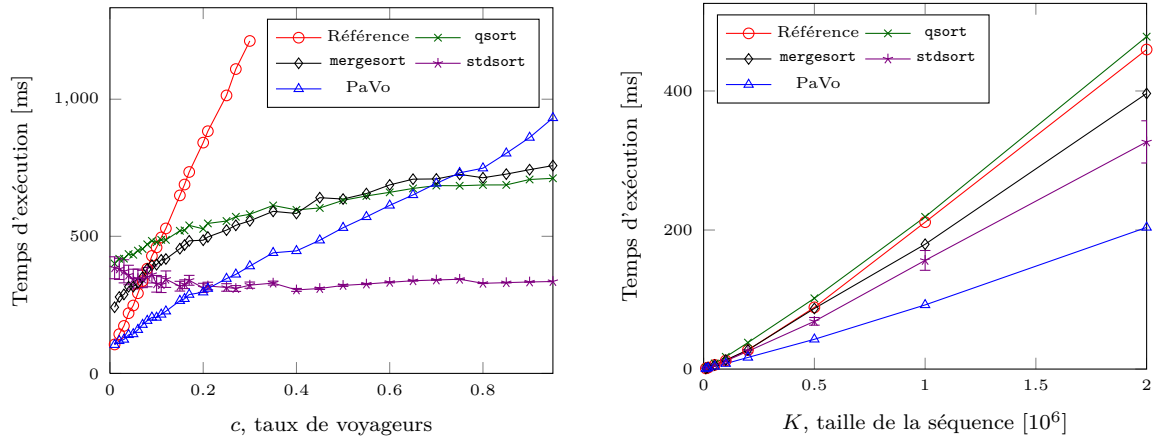 Temps d'exécution [ms]
1,000
500
0
Référence
qsort
mergesort
stdsort
PaVo
0
0.2
0.4
0.6
0.8
c, taux de voyageurs
Temps d'exécution [ms]
400
200
0
Référence
qsort
mergesort
stdsort
PaVo
0
0.5
1
1.5
2
K, taille de la séquence [10⁶]